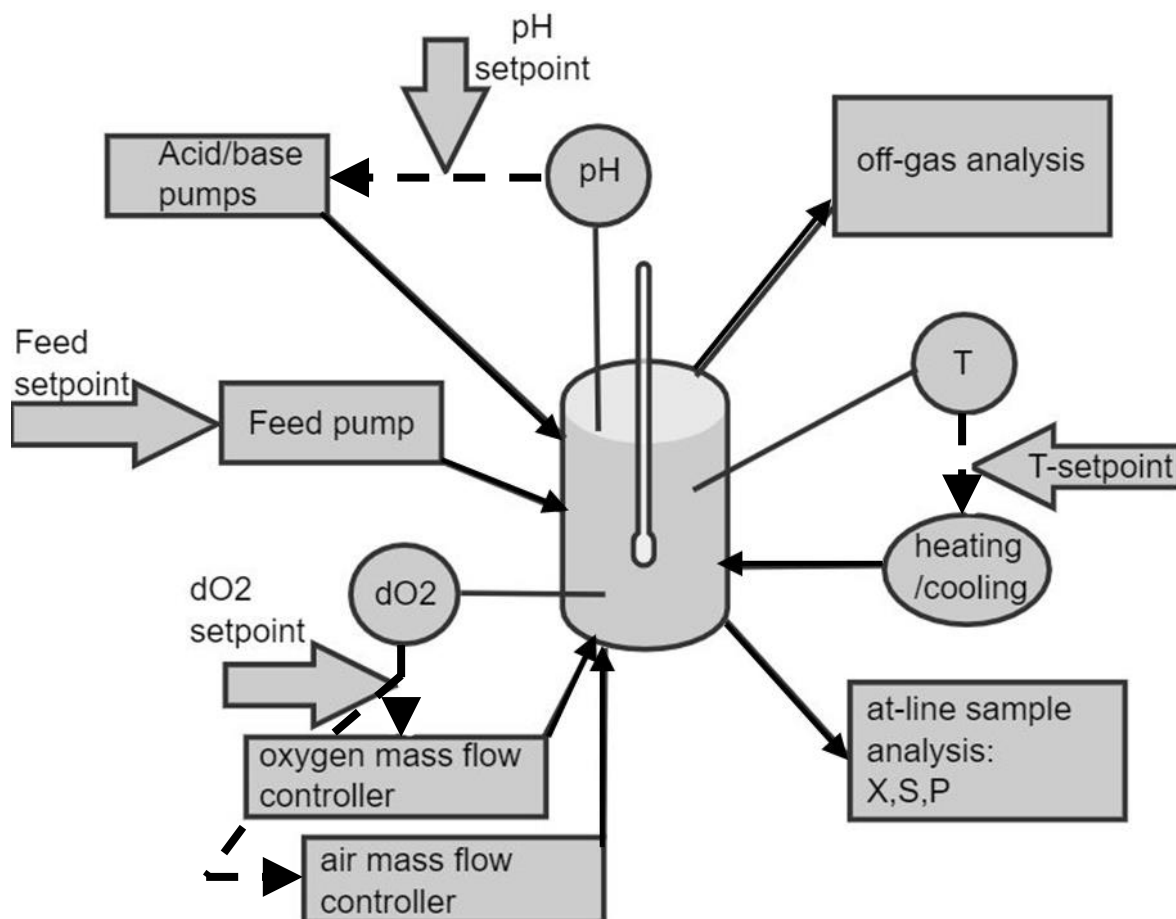 pH
setpoint
Acid/base
pumps
pH
off-gas analysis
Feed
setpoint
Feed pump
T
T-setpoint
heating
/cooling
dO2
setpoint
dO2
oxygen mass flow
controller
air mass flow
controller
at-line sample
analysis:
X,S,P